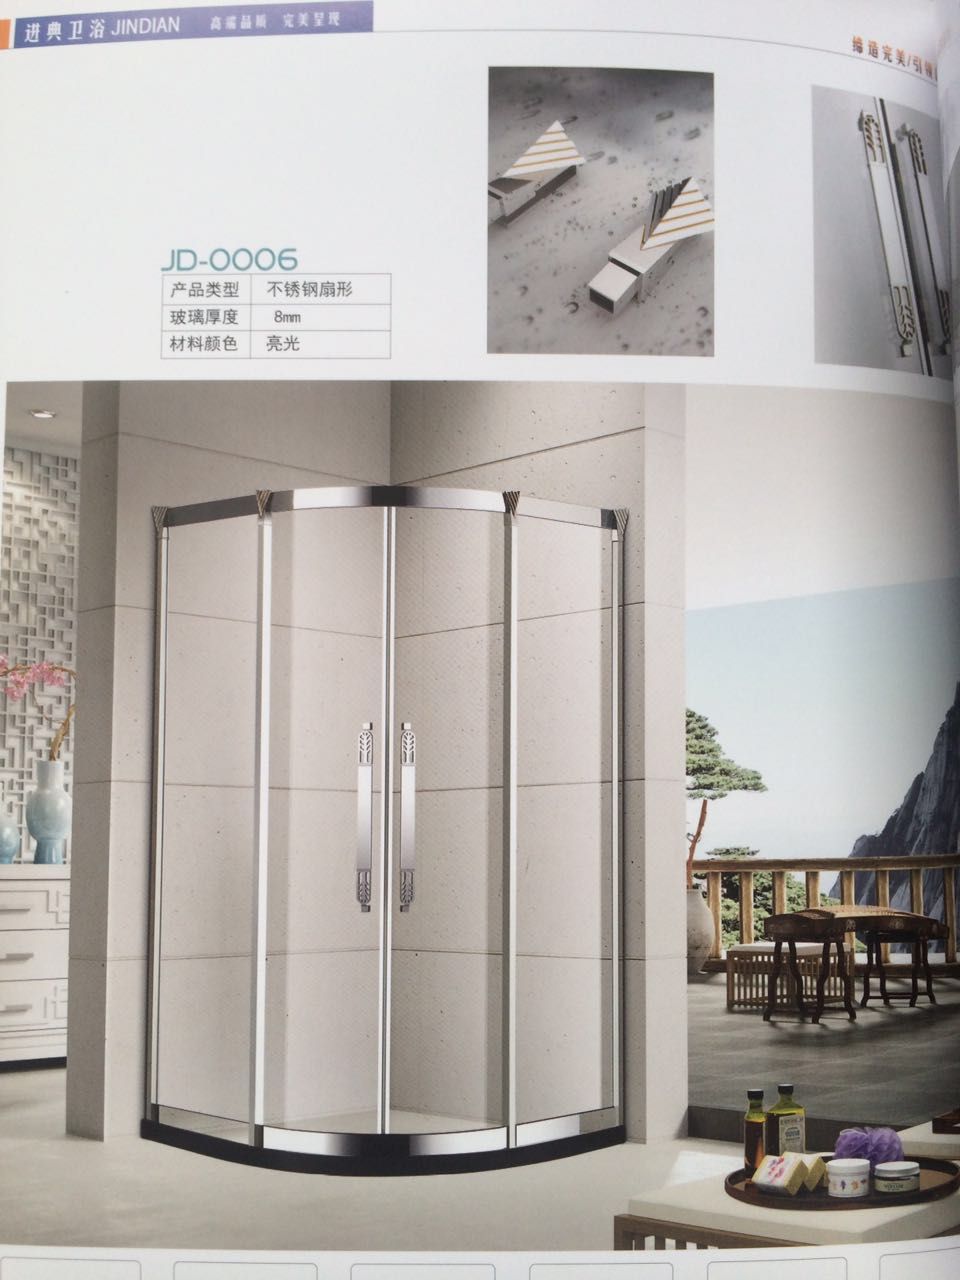 进典卫浴 JINDIAN 高端品质 完美呈现
缔造完美/引领
JD-0006
产品类型 不锈钢扇形
玻璃厚度 8mm
材料颜色 亮光